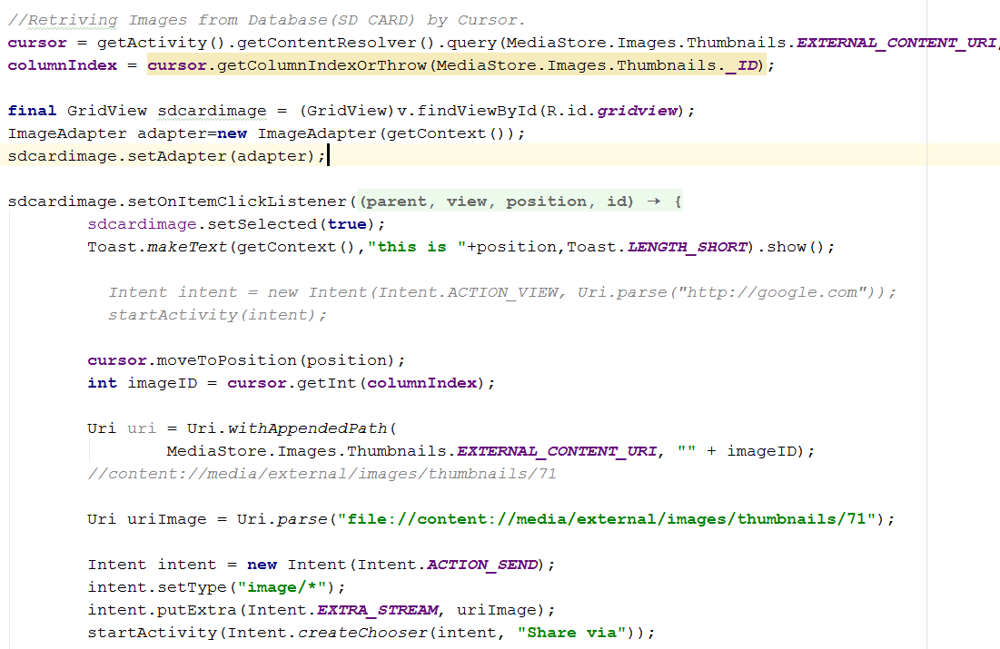 //Retriving Images from Database(SD CARD) by Cursor.
cursor = getActivity().getContentResolver().query(MediaStore.Images.Thumbnails.EXTERNAL_CONTENT_URI,
columnIndex = cursor.getColumnIndexOrThrow(MediaStore.Images.Thumbnails._ID);
final GridView sdcardimage = (GridView)v.findViewById(R.id.gridview);
ImageAdapter adapter=new ImageAdapter(getContext());
sdcardimage.setAdapter(adapter);
sdcardimage.setOnItemClickListener((parent, view, position, id) → {
sdcardimage.setSelected(true);
Toast.makeText(getContext(),"this is "+position,Toast.LENGTH_SHORT).show();
Intent intent = new Intent(Intent.ACTION_VIEW, Uri.parse("http://google.com"));
startActivity(intent);
cursor.moveToPosition(position);
int imageID = cursor.getInt(columnIndex);
Uri uri = Uri.withAppendedPath(
MediaStore.Images.Thumbnails.EXTERNAL_CONTENT_URI, "" + imageID);
//content://media/external/images/thumbnails/71
Uri uriImage = Uri.parse("file://content://media/external/images/thumbnails/71");
Intent intent = new Intent(Intent.ACTION_SEND);
intent.setType("image/*");
intent.putExtra(Intent.EXTRA_STREAM, uriImage);
startActivity(Intent.createChooser(intent, "Share via"));